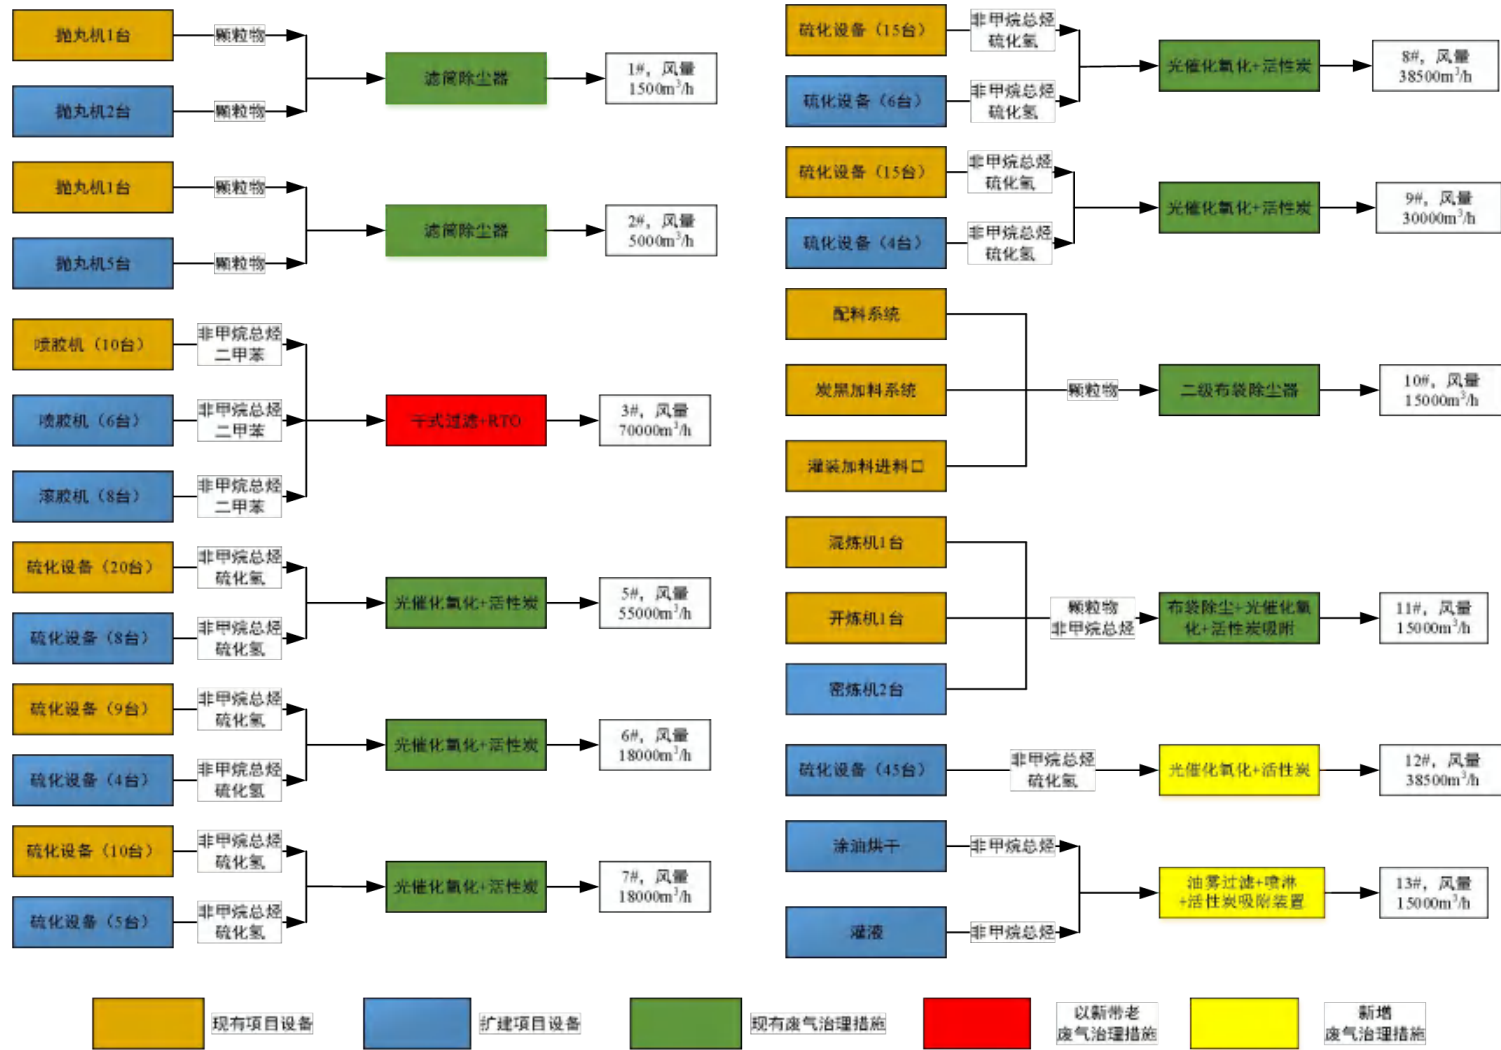 抛丸机1台
颗粒物
抛丸机2台
颗粒物
滤筒除尘器
1#，风量
1500m³/h
抛丸机1台
颗粒物
抛丸机5台
颗粒物
滤筒除尘器
2#，风量
5000m³/h
喷胶机（10台）
非甲烷总烃
二甲苯
喷胶机（6台）
非甲烷总烃
二甲苯
滚胶机（8台）
非甲烷总烃
二甲苯
干式过滤+RTO
3#，风量
70000m³/h
硫化设备（20台）
非甲烷总烃
硫化氢
硫化设备（8台）
非甲烷总烃
硫化氢
光催化氧化+活性炭
5#，风量
55000m³/h
硫化设备（9台）
非甲烷总烃
硫化氢
硫化设备（4台）
非甲烷总烃
硫化氢
光催化氧化+活性炭
6#，风量
18000m³/h
硫化设备（10台）
非甲烷总烃
硫化氢
硫化设备（5台）
非甲烷总烃
硫化氢
光催化氧化+活性炭
7#，风量
18000m³/h
硫化设备（15台）
非甲烷总烃
硫化氢
硫化设备（6台）
非甲烷总烃
硫化氢
光催化氧化+活性炭
8#，风量
38500m³/h
硫化设备（15台）
非甲烷总烃
硫化氢
硫化设备（4台）
非甲烷总烃
硫化氢
光催化氧化+活性炭
9#，风量
30000m³/h
配料系统
炭黑加料系统
灌装加料进料口
颗粒物
二级布袋除尘器
10#，风量
15000m³/h
混炼机1台
开炼机1台
密炼机2台
颗粒物
非甲烷总烃
布袋除尘+光催化氧
化+活性炭吸附
11#，风量
15000m³/h
硫化设备（45台）
非甲烷总烃
硫化氢
光催化氧化+活性炭
12#，风量
38500m³/h
涂油烘干
非甲烷总烃
灌液
非甲烷总烃
油雾过滤+喷淋
+活性炭吸附装置
13#，风量
15000m³/h
现有项目设备
扩建项目设备
现有废气治理措施
以新带老
废气治理措施
新增
废气治理措施